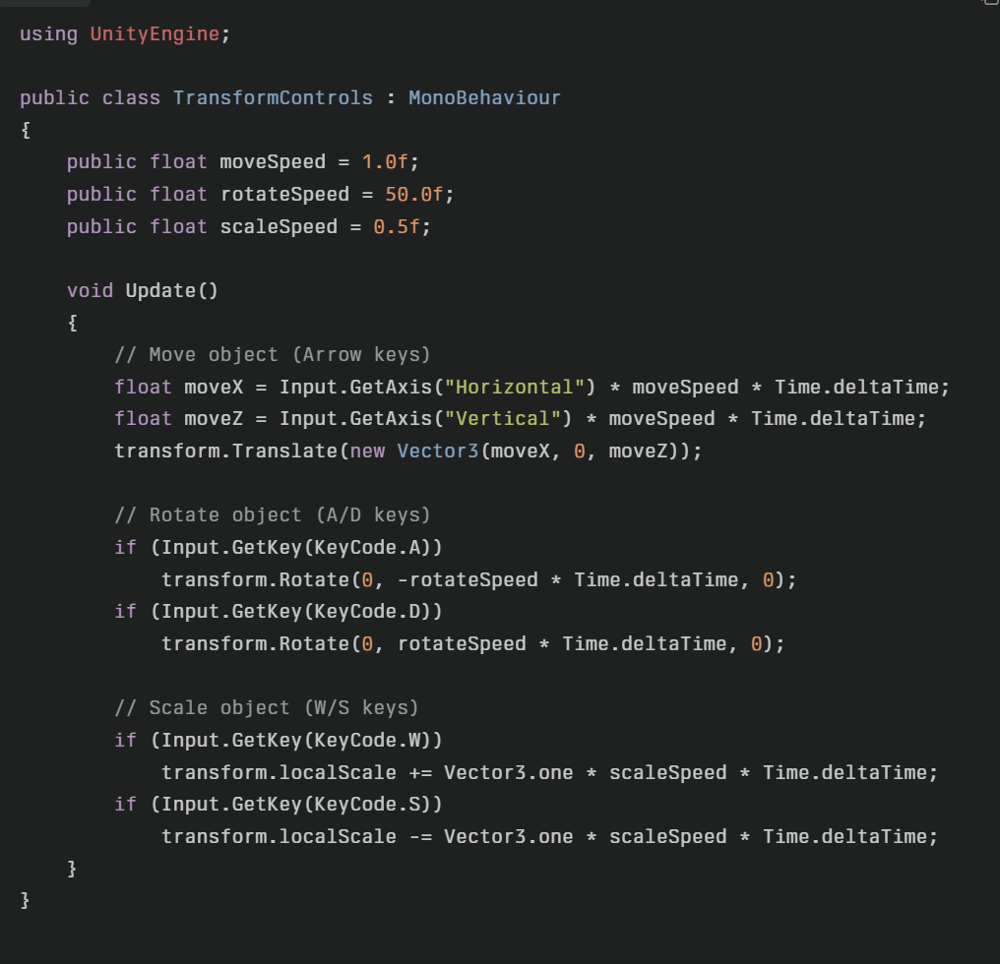 using UnityEngine;

public class TransformControls : MonoBehaviour
{
    public float moveSpeed = 1.0f;
    public float rotateSpeed = 50.0f;
    public float scaleSpeed = 0.5f;

    void Update()
    {
        // Move object (Arrow keys)
        float moveX = Input.GetAxis("Horizontal") * moveSpeed * Time.deltaTime;
        float moveZ = Input.GetAxis("Vertical") * moveSpeed * Time.deltaTime;
        transform.Translate(new Vector3(moveX, 0, moveZ));

        // Rotate object (A/D keys)
        if (Input.GetKey(KeyCode.A))
            transform.Rotate(0, -rotateSpeed * Time.deltaTime, 0);
        if (Input.GetKey(KeyCode.D))
            transform.Rotate(0, rotateSpeed * Time.deltaTime, 0);

        // Scale object (W/S keys)
        if (Input.GetKey(KeyCode.W))
            transform.localScale += Vector3.one * scaleSpeed * Time.deltaTime;
        if (Input.GetKey(KeyCode.S))
            transform.localScale -= Vector3.one * scaleSpeed * Time.deltaTime;
    }
}